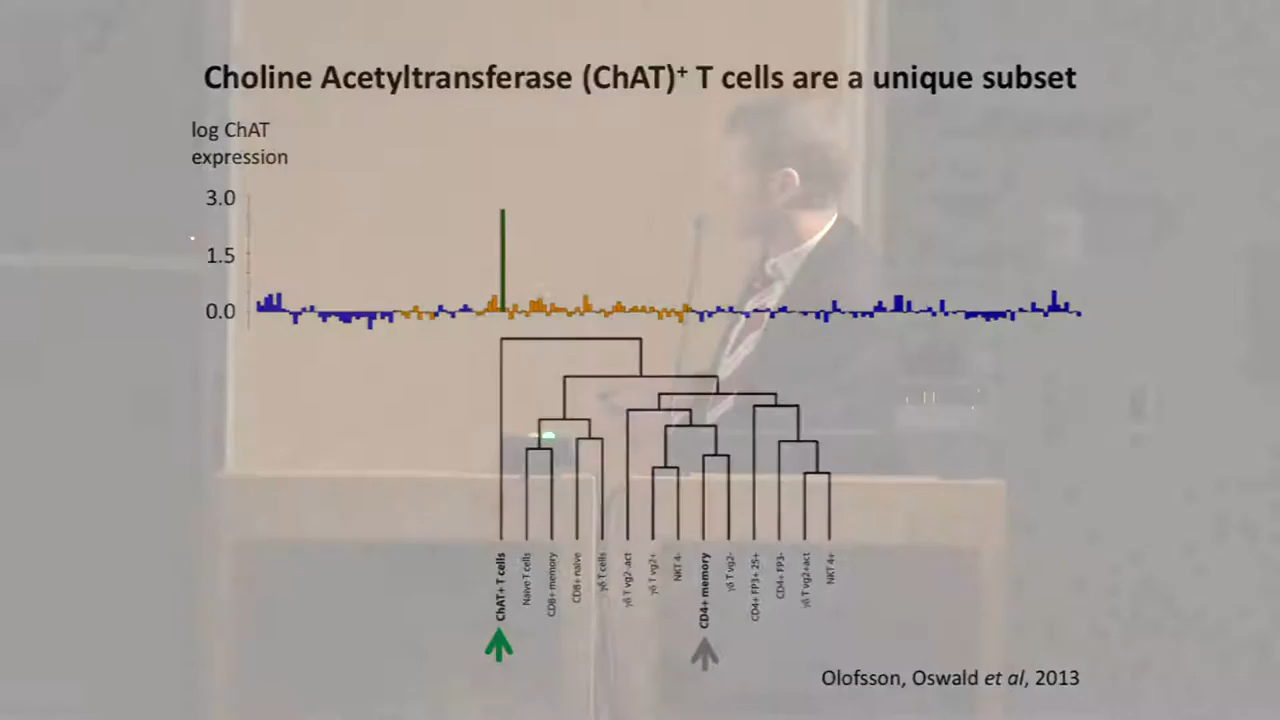 Choline Acetyltransferase (ChAT)⁺ T cells are a unique subset
log ChAT
expression
3.0
1.5
0.0
ChAT+ T cells
Naive T cells
CD8+ memory
CD8+ naive
γδ T cells
γδ T vg2-act
γδ T vg2+
NKT 4-
CD4+ memory
γδ T vg2-
CD4+ FP3+ 25+
CD4+ FP3-
γδ T vg2+act
NKT 4+
Olofsson, Oswald et al, 2013